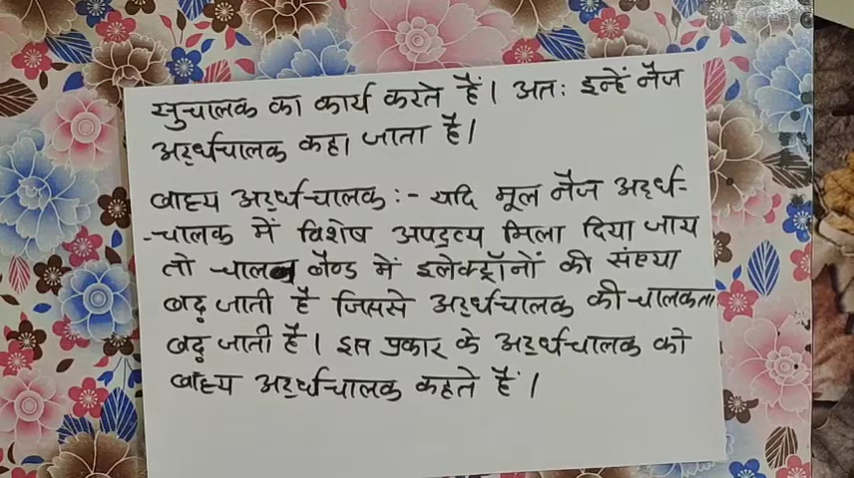 सुचालक का कार्य करते हैं। अतः इन्हें नैज
अर्द्धचालक कहा जाता है।
बाह्य अर्द्धचालक :- यदि मूल नैज अर्द्ध-
-चालक में विशेष अपद्रव्य मिला दिया जाय
तो चालन बैण्ड में इलेक्ट्रॉनों की संख्या
बढ़ जाती है जिससे अर्द्धचालक की चालकता
बढ़ जाती है। इस प्रकार के अर्द्धचालक को
बाह्य अर्द्धचालक कहते हैं।